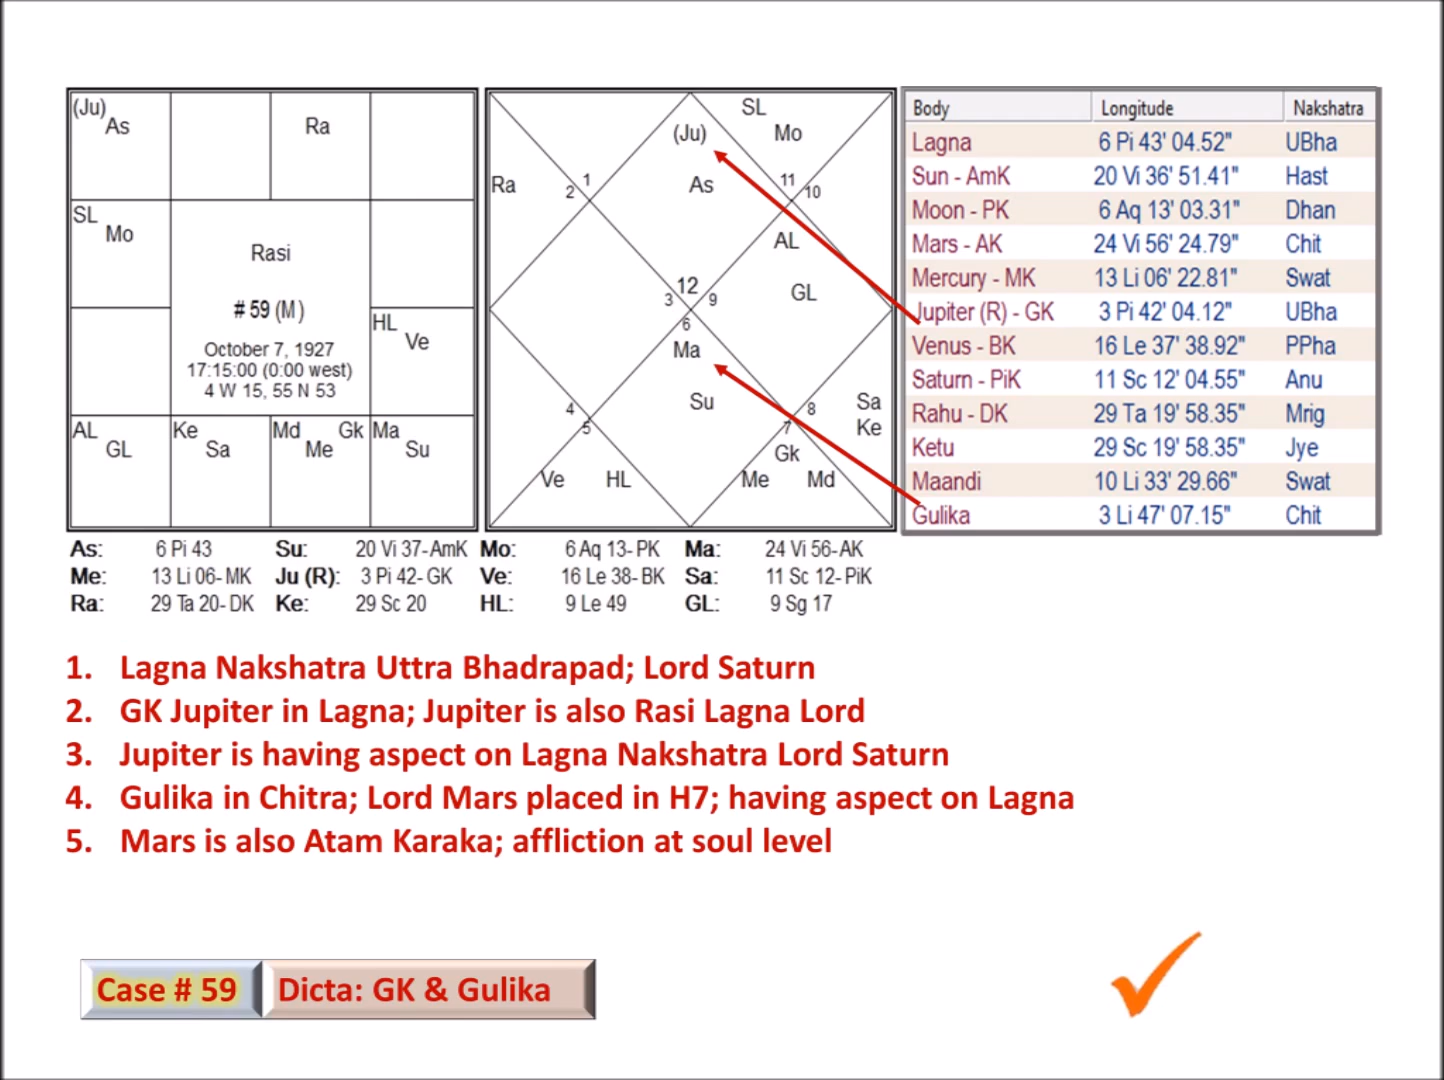 (Ju)
As
Ra
SL
Mo
Rasi
# 59 (M)
October 7, 1927
17:15:00 (0:00 west)
4 W 15, 55 N 53
HL
Ve
AL
GL
Ke
Sa
Md Gk
Me
Ma
Su
SL
(Ju) Mo
Ra 2 1 As 11 10
AL
12 GL
3 9
6
Ma
Su Sa
4 8 Ke
5 7
Gk
Ve HL Me Md
Body Longitude Nakshatra
Lagna 6 Pi 43' 04.52" UBha
Sun - AmK 20 Vi 36' 51.41" Hast
Moon - PK 6 Aq 13' 03.31" Dhan
Mars - AK 24 Vi 56' 24.79" Chit
Mercury - MK 13 Li 06' 22.81" Swat
Jupiter (R) - GK 3 Pi 42' 04.12" UBha
Venus - BK 16 Le 37' 38.92" PPha
Saturn - PiK 11 Sc 12' 04.55" Anu
Rahu - DK 29 Ta 19' 58.35" Mrig
Ketu 29 Sc 19' 58.35" Jye
Maandi 10 Li 33' 29.66" Swat
Gulika 3 Li 47' 07.15" Chit
As: 6 Pi 43 Su: 20 Vi 37-AmK Mo: 6 Aq 13- PK Ma: 24 Vi 56-AK
Me: 13 Li 06- MK Ju (R): 3 Pi 42- GK Ve: 16 Le 38- BK Sa: 11 Sc 12- PiK
Ra: 29 Ta 20- DK Ke: 29 Sc 20 HL: 9 Le 49 GL: 9 Sg 17
1. Lagna Nakshatra Uttra Bhadrapad; Lord Saturn
2. GK Jupiter in Lagna; Jupiter is also Rasi Lagna Lord
3. Jupiter is having aspect on Lagna Nakshatra Lord Saturn
4. Gulika in Chitra; Lord Mars placed in H7; having aspect on Lagna
5. Mars is also Atam Karaka; affliction at soul level
Case # 59 Dicta: GK & Gulika